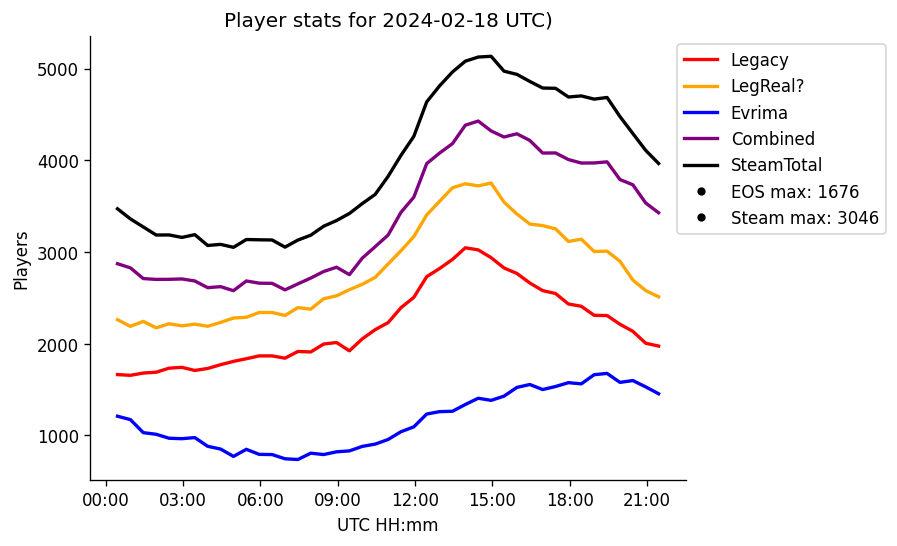 Player stats for 2024-02-18 UTC)
5000
4000
3000
2000
1000
Players
00:00 03:00 06:00 09:00 12:00 15:00 18:00 21:00
UTC HH:mm
Legacy
LegReal?
Evrima
Combined
SteamTotal
EOS max: 1676
Steam max: 3046